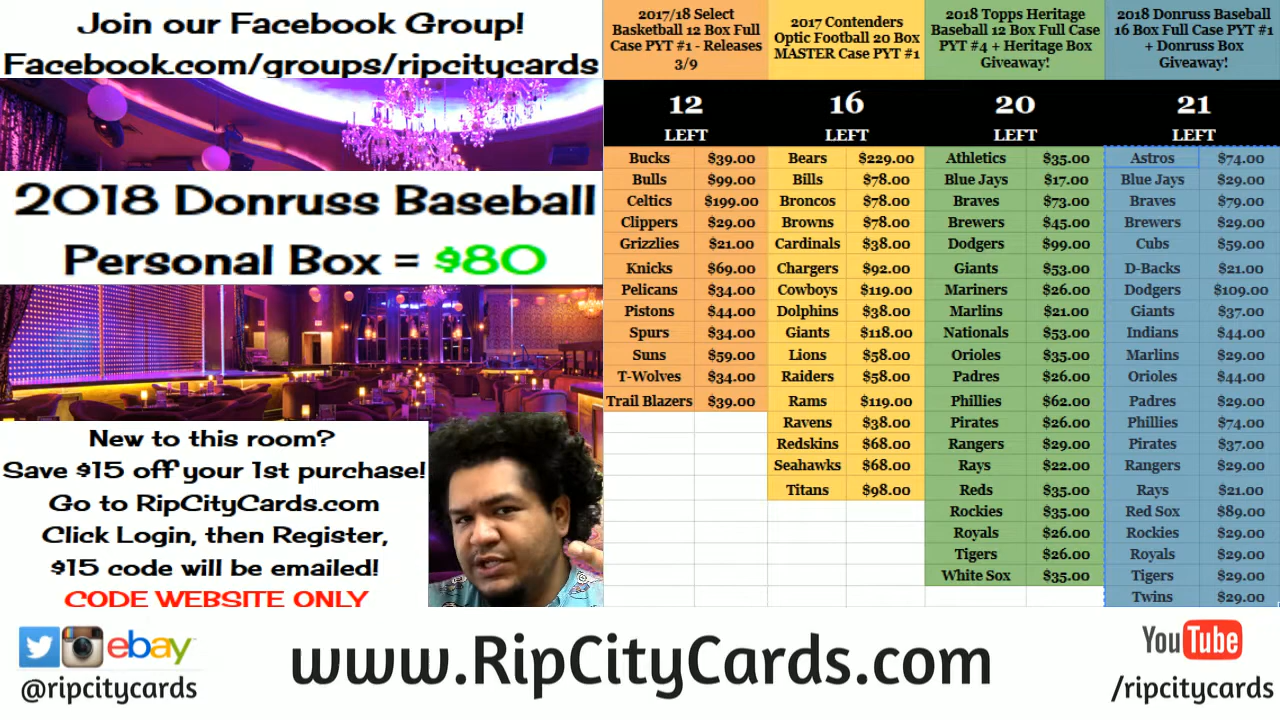 Join our Facebook Group!
Facebook.com/groups/ripcitycards
2018 Donruss Baseball
Personal Box = $80
New to this room?
Save $15 off your 1st purchase!
Go to RipCityCards.com
Click Login, then Register,
$15 code will be emailed!
CODE WEBSITE ONLY
2017/18 Select
Basketball 12 Box Full
Case PYT #1 - Releases
3/9
12
LEFT
Bucks $39.00
Bulls $99.00
Celtics $199.00
Clippers $29.00
Grizzlies $21.00
Knicks $69.00
Pelicans $34.00
Pistons $44.00
Spurs $34.00
Suns $59.00
T-Wolves $34.00
Trail Blazers $39.00
2017 Contenders
Optic Football 20 Box
MASTER Case PYT #1
16
LEFT
Bears $229.00
Bills $78.00
Broncos $78.00
Browns $78.00
Cardinals $38.00
Chargers $92.00
Cowboys $119.00
Dolphins $38.00
Giants $118.00
Lions $58.00
Raiders $58.00
Rams $119.00
Ravens $38.00
Redskins $68.00
Seahawks $68.00
Titans $98.00
2018 Topps Heritage
Baseball 12 Box Full Case
PYT #4 + Heritage Box
Giveaway!
20
LEFT
Athletics $35.00
Blue Jays $17.00
Braves $73.00
Brewers $45.00
Dodgers $99.00
Giants $53.00
Mariners $26.00
Marlins $21.00
Nationals $53.00
Orioles $35.00
Padres $26.00
Phillies $62.00
Pirates $26.00
Rangers $29.00
Rays $22.00
Reds $35.00
Rockies $35.00
Royals $26.00
Tigers $26.00
White Sox $35.00
2018 Donruss Baseball
16 Box Full Case PYT #1
+ Donruss Box
Giveaway!
21
LEFT
Astros $74.00
Blue Jays $29.00
Braves $79.00
Brewers $29.00
Cubs $59.00
D-Backs $21.00
Dodgers $109.00
Giants $37.00
Indians $44.00
Marlins $29.00
Orioles $44.00
Padres $29.00
Phillies $74.00
Pirates $37.00
Rangers $29.00
Rays $21.00
Red Sox $89.00
Rockies $29.00
Royals $29.00
Tigers $29.00
Twins $29.00
ebay
@ripcitycards
www.RipCityCards.com
YouTube
/ripcitycards